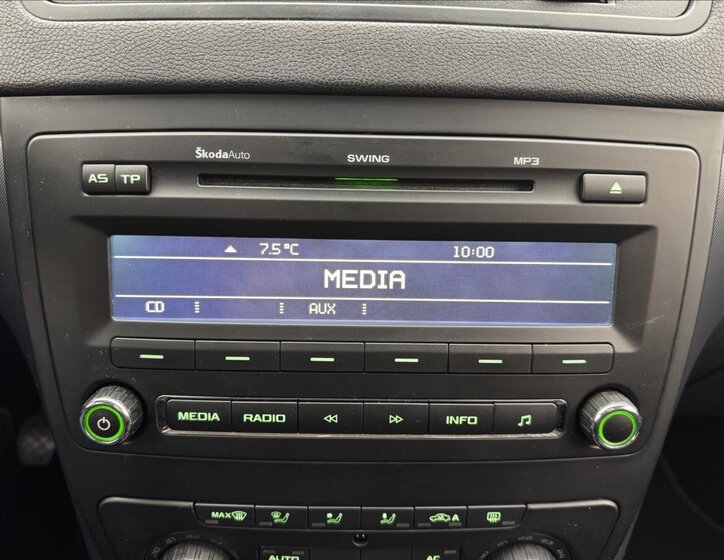 ŠkodaAuto SWING MP3
AS TP
7.5°C 10:00
MEDIA
CD AUX
MEDIA RADIO INFO
MAX A
AUTO AC